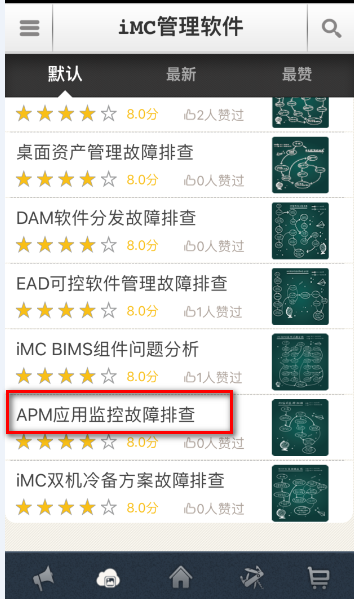 iMC管理软件
默认
最新
最赞
8.0分
2人赞过
桌面资产管理故障排查
8.0分
0人赞过
DAM软件分发故障排查
8.0分
0人赞过
EAD可控软件管理故障排查
8.0分
1人赞过
iMC BIMS组件问题分析
8.0分
1人赞过
APM应用监控故障排查
8.0分
0人赞过
iMC双机冷备方案故障排查
8.0分
0人赞过